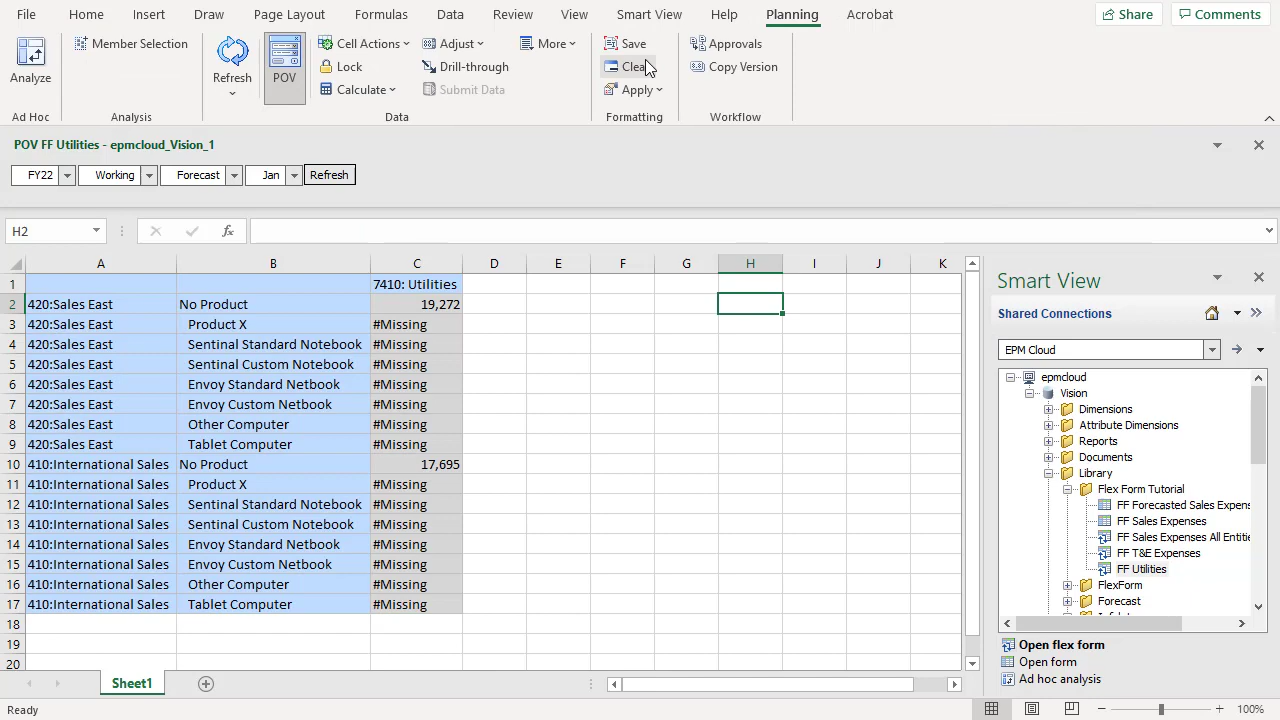 File Home Insert Draw Page Layout Formulas Data Review View Smart View Help Planning Acrobat Share Comments
Analyze
Ad Hoc
Member Selection
Analysis
Refresh
POV
Cell Actions Adjust More
Lock Drill-through
Calculate Submit Data
Data
Save
Clear
Apply
Formatting
Approvals
Copy Version
Workflow
POV FF Utilities - epmcloud_Vision_1
FY22 Working Forecast Jan Refresh
H2 fx
A B C D E F G H I J K
1 7410: Utilities
2 420:Sales East No Product 19,272
3 420:Sales East Product X #Missing
4 420:Sales East Sentinal Standard Notebook #Missing
5 420:Sales East Sentinal Custom Notebook #Missing
6 420:Sales East Envoy Standard Netbook #Missing
7 420:Sales East Envoy Custom Netbook #Missing
8 420:Sales East Other Computer #Missing
9 420:Sales East Tablet Computer #Missing
10 410:International Sales No Product 17,695
11 410:International Sales Product X #Missing
12 410:International Sales Sentinal Standard Notebook #Missing
13 410:International Sales Sentinal Custom Notebook #Missing
14 410:International Sales Envoy Standard Netbook #Missing
15 410:International Sales Envoy Custom Netbook #Missing
16 410:International Sales Other Computer #Missing
17 410:International Sales Tablet Computer #Missing
18
19
20
Sheet1
Ready
100%
Smart View
Shared Connections
EPM Cloud
epmcloud
Vision
Dimensions
Attribute Dimensions
Reports
Documents
Library
Flex Form Tutorial
FF Forecasted Sales Expens
FF Sales Expenses
FF Sales Expenses All Entitie
FF T&E Expenses
FF Utilities
FlexForm
Forecast
Open flex form
Open form
Ad hoc analysis